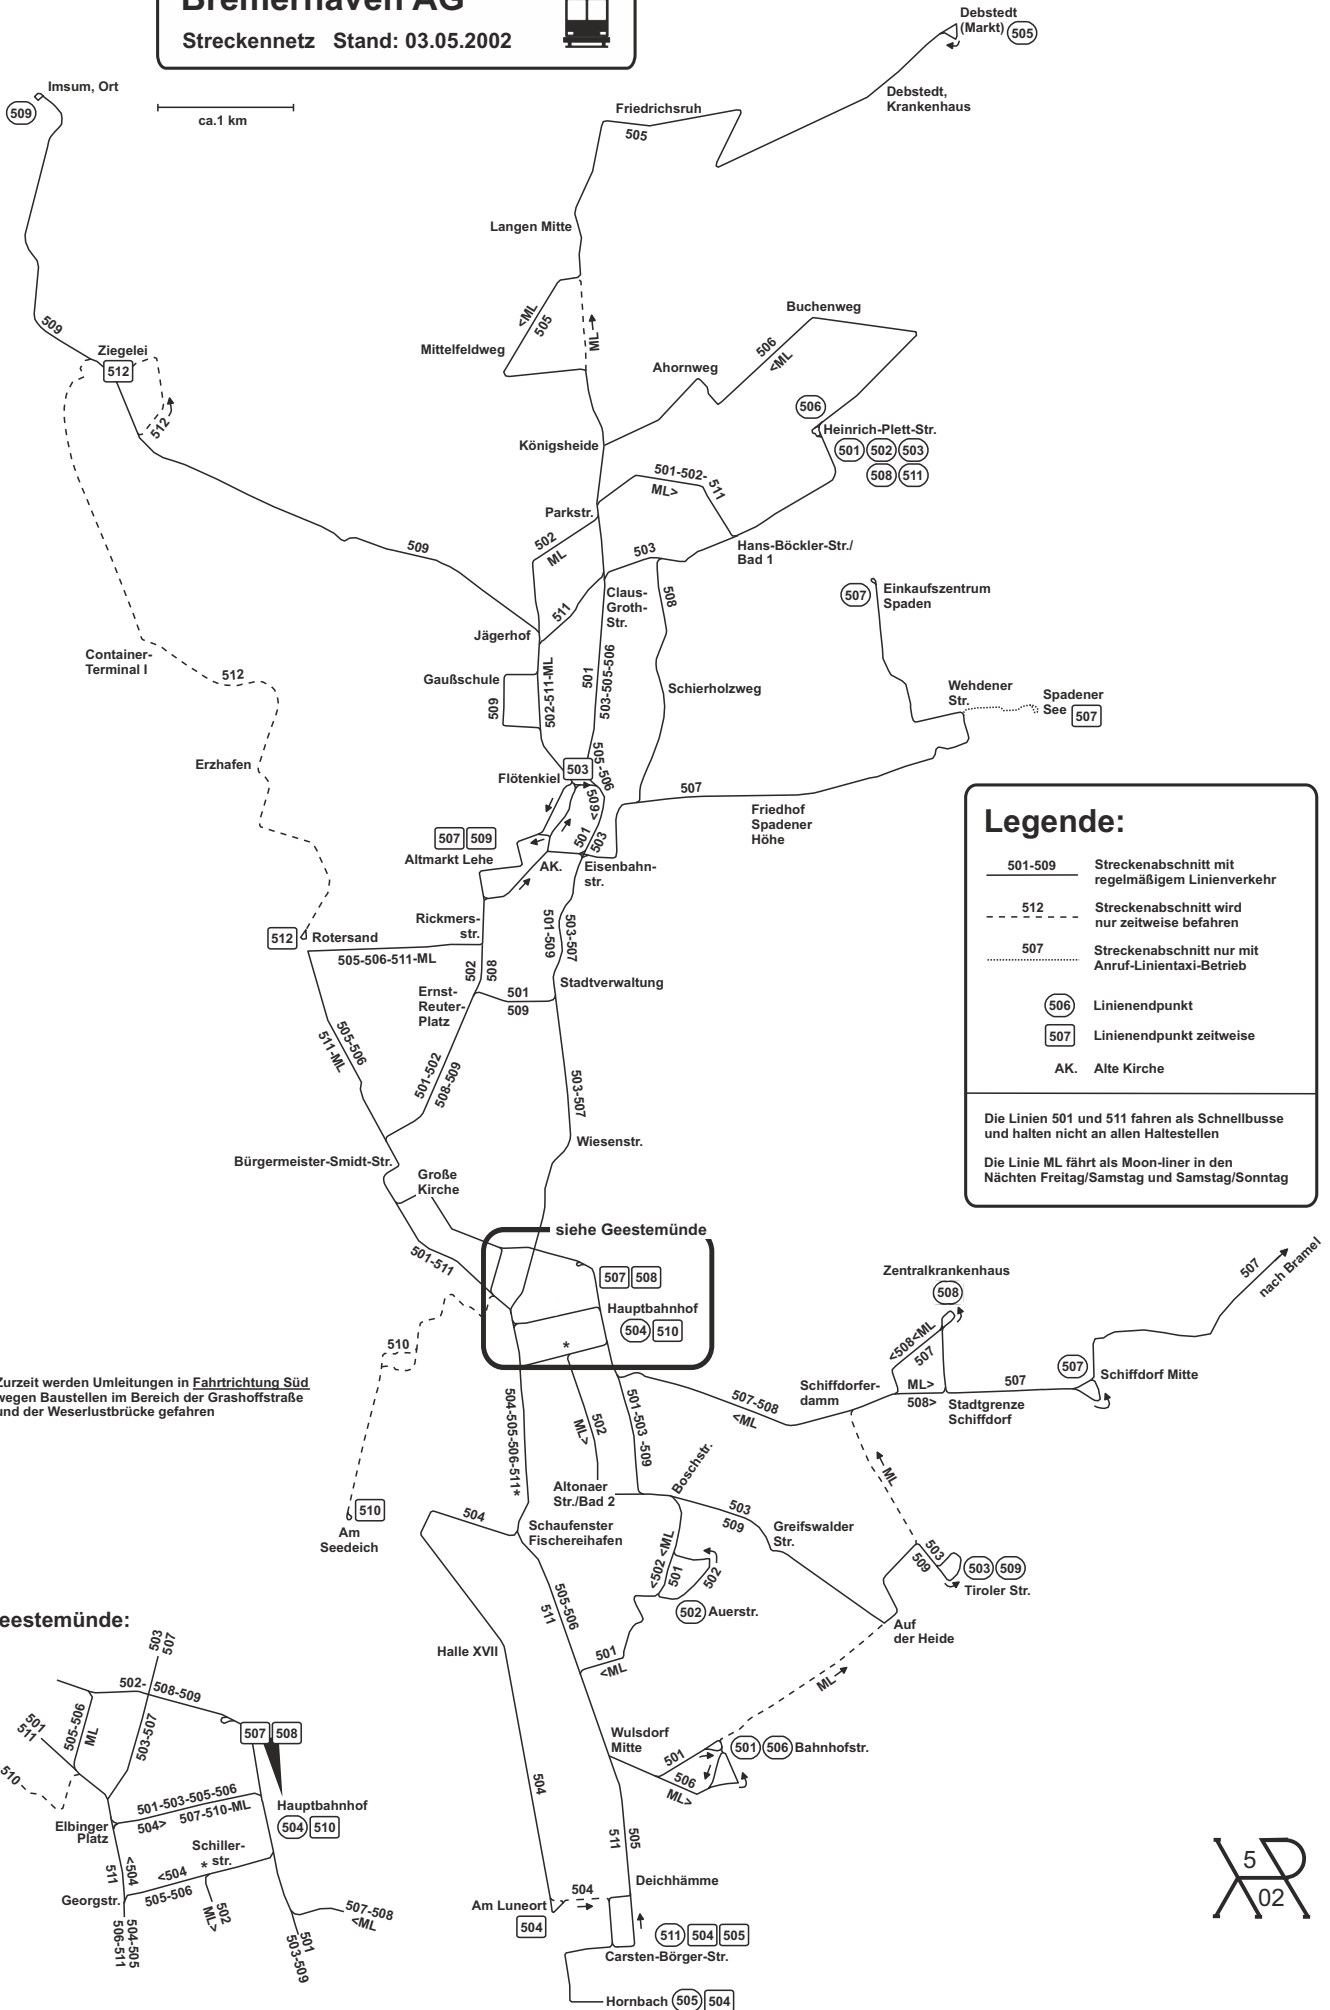 Bremerhaven AG
Streckennetz Stand: 03.05.2002
Debstedt
(Markt) 505
Imsum, Ort
509
ca.1 km
Debstedt,
Krankenhaus
Friedrichsruh
505
Langen Mitte
<ML
505
ML
Mittelfeldweg
Buchenweg
506
<ML
Ahornweg
509
Ziegelei
512
512
506
Heinrich-Plett-Str.
501 502 503
508 511
Königsheide
501-502-511
ML>
Parkstr.
502
ML
503
Hans-Böckler-Str./
Bad 1
509
508
511
Claus-
Groth-
Str.
507
Einkaufszentrum
Spaden
Jägerhof
Container-
Terminal I
512
Gaußschule
509
502-511-ML
501
503-505-506
Schierholzweg
Wehdener
Str.
Spadener
See 507
Erzhafen
Flötenkiel
503
505-506
509>
507
Friedhof
Spadener
Höhe
507 509
Altmarkt Lehe
501
503
AK.
Eisenbahn-
str.
Rickmers-
str.
512
Rotersand
505-506-511-ML
501-509
503-507
502
508
Stadtverwaltung
Ernst-
Reuter-
Platz
501
509
505-506
511-ML
501-502
508-509
503-507
Wiesenstr.
Bürgermeister-Smidt-Str.
Große
Kirche
501-511
siehe Geestemünde
507 508
Hauptbahnhof
504 510
*
510
Zurzeit werden Umleitungen in Fahrtrichtung Süd
wegen Baustellen im Bereich der Grashoffstraße
und der Weserlustbrücke gefahren
Legende:
501-509
Streckenabschnitt mit
regelmäßigem Linienverkehr
512
Streckenabschnitt wird
nur zeitweise befahren
507
Streckenabschnitt nur mit
Anruf-Linientaxi-Betrieb
506 Linienendpunkt
507 Linienendpunkt zeitweise
AK. Alte Kirche
Die Linien 501 und 511 fahren als Schnellbusse
und halten nicht an allen Haltestellen
Die Linie ML fährt als Moon-liner in den
Nächten Freitag/Samstag und Samstag/Sonntag
507
nach Bramel
Zentralkrankenhaus
508
<508<ML
507
507
Schiffdorf Mitte
Schiffdorfer-
damm
ML>
508>
507
Stadtgrenze
Schiffdorf
507-508
<ML
504-505-506-511*
502
ML>
501-503-509
ML
510
Am
Seedeich
504
Altonaer
Str./Bad 2
Boschstr.
503
509
Schaufenster
Fischereihafen
Greifswalder
Str.
<502 <ML
501
502
502 Auerstr.
503
509
503 509
Tiroler Str.
505-506
511
Auf
der Heide
Halle XVII
501
<ML
ML
Wulsdorf
Mitte
501
506
ML>
501 506 Bahnhofstr.
504
511
505
Deichhämme
504
Am Luneort
504
511 504 505
Carsten-Börger-Str.
Hornbach 505 504
eestemünde:
503
507
502-508-509
501
511
505-506
ML
503-507
507 508
510
501-503-505-506
504> 507-510-ML
Hauptbahnhof
504 510
Elbinger
Platz
Schiller-
* str.
511
<504
<504
505-506
Georgstr.
502
ML>
507-508
<ML
504-505
506-511
501
503-509
5
02